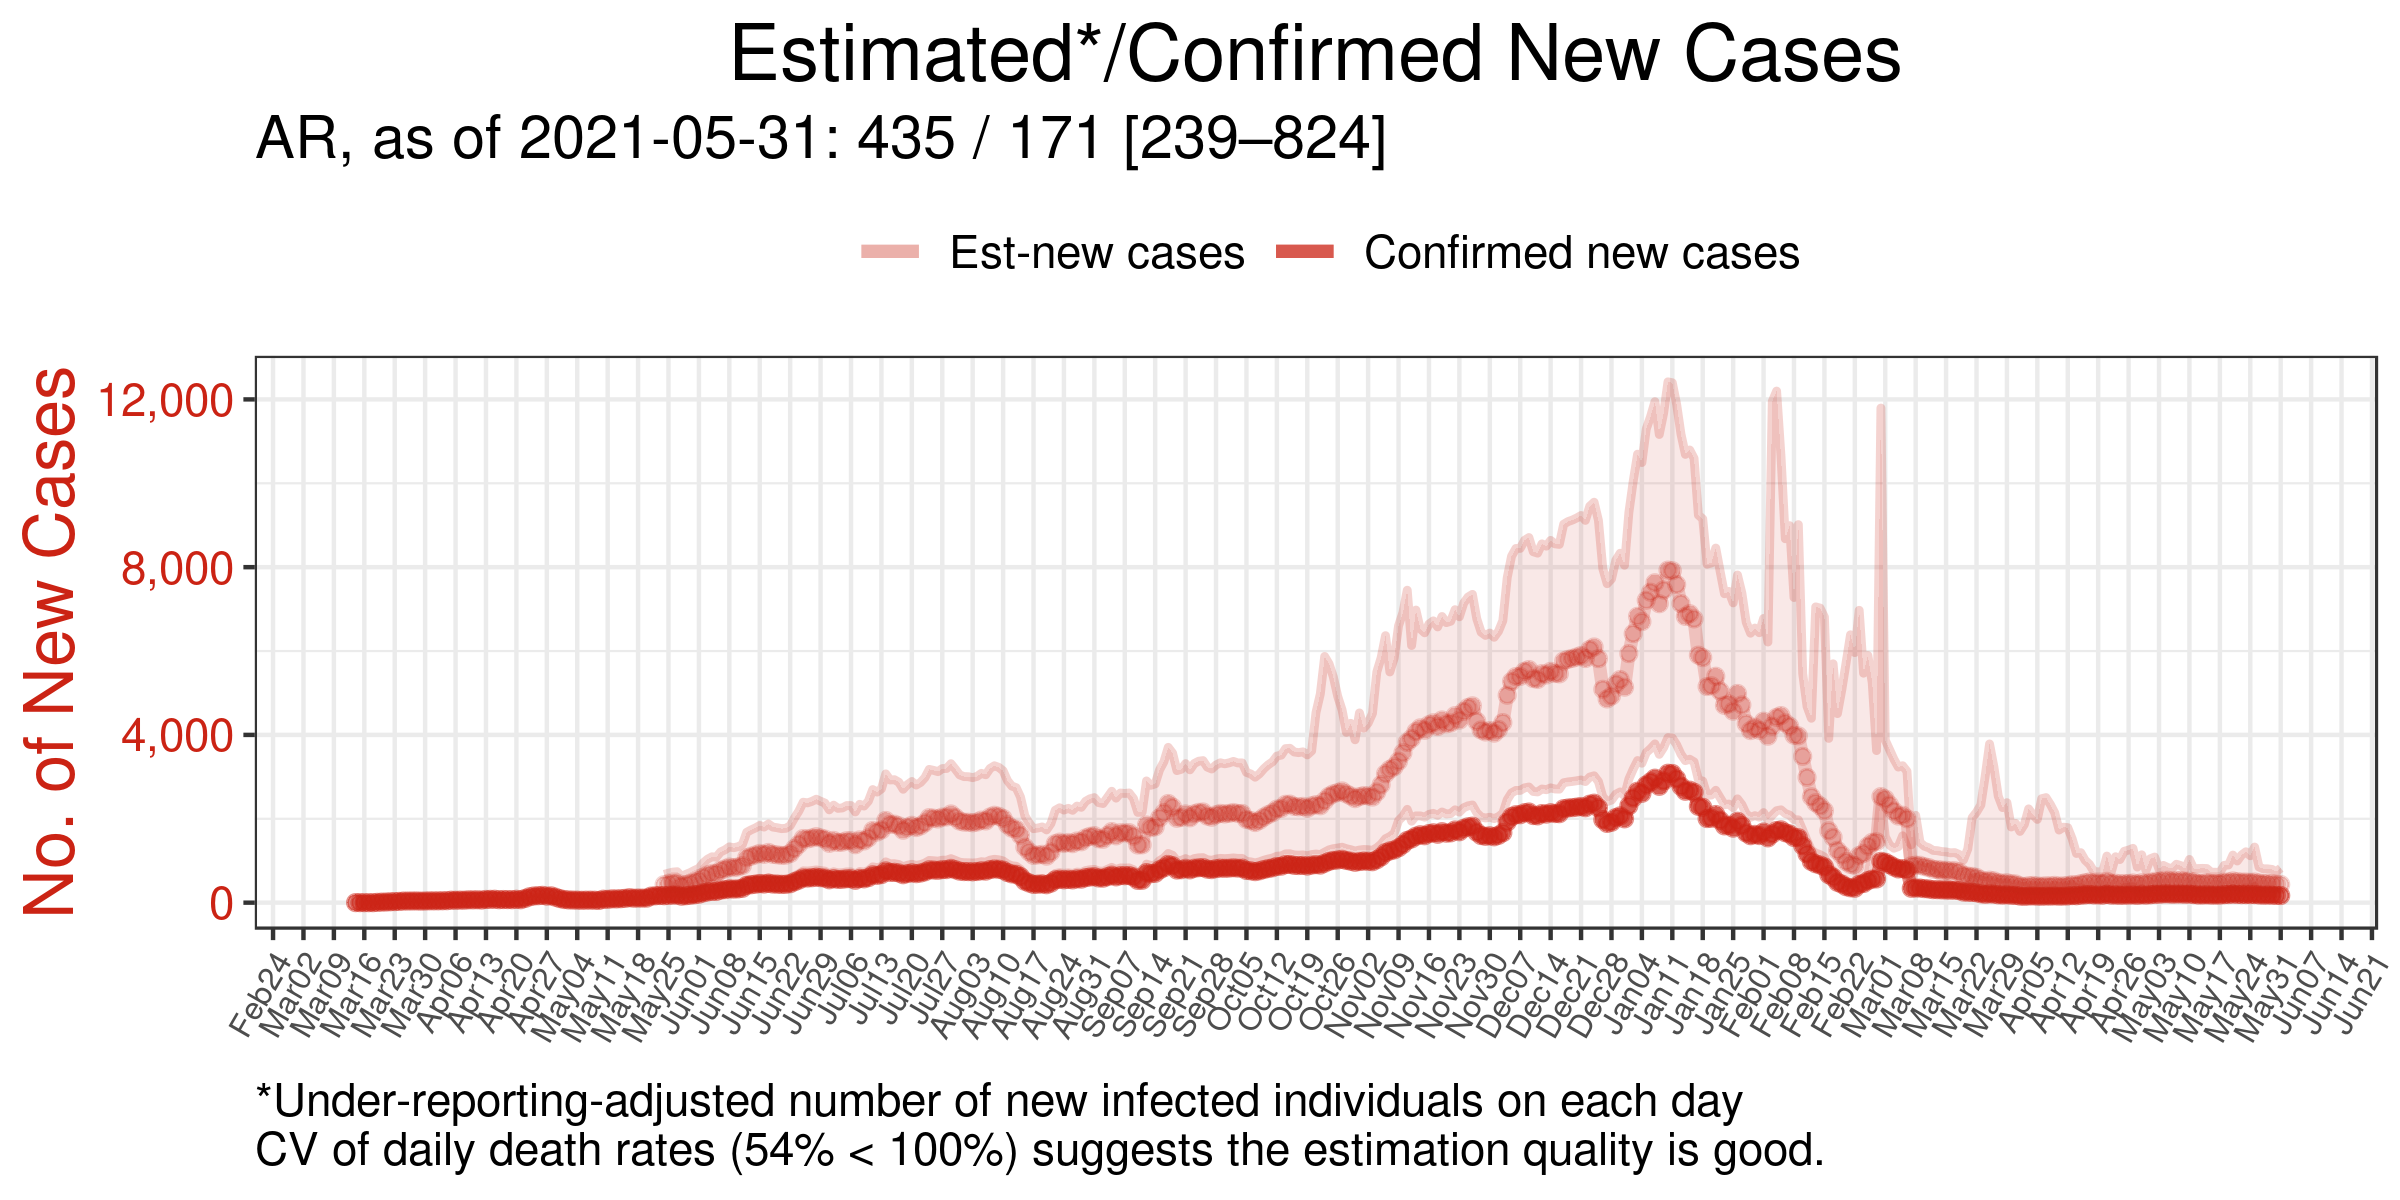 Estimated*/Confirmed New Cases
AR, as of 2021-05-31: 435 / 171 [239–824]
Est-new cases Confirmed new cases
No. of New Cases
12,000
8,000
4,000
0
Feb24 Mar02 Mar09 Mar16 Mar23 Mar30 Apr06 Apr13 Apr20 Apr27 May04 May11 May18 May25 Jun01 Jun08 Jun15 Jun22 Jun29 Jul06 Jul13 Jul20 Jul27 Aug03 Aug10 Aug17 Aug24 Aug31 Sep07 Sep14 Sep21 Sep28 Oct05 Oct12 Oct19 Oct26 Nov02 Nov09 Nov16 Nov23 Nov30 Dec07 Dec14 Dec21 Dec28 Jan04 Jan11 Jan18 Jan25 Feb01 Feb08 Feb15 Feb22 Mar01 Mar08 Mar15 Mar22 Mar29 Apr05 Apr12 Apr19 Apr26 May03 May10 May17 May24 May31 Jun07 Jun14 Jun21
*Under-reporting-adjusted number of new infected individuals on each day
CV of daily death rates (54% < 100%) suggests the estimation quality is good.